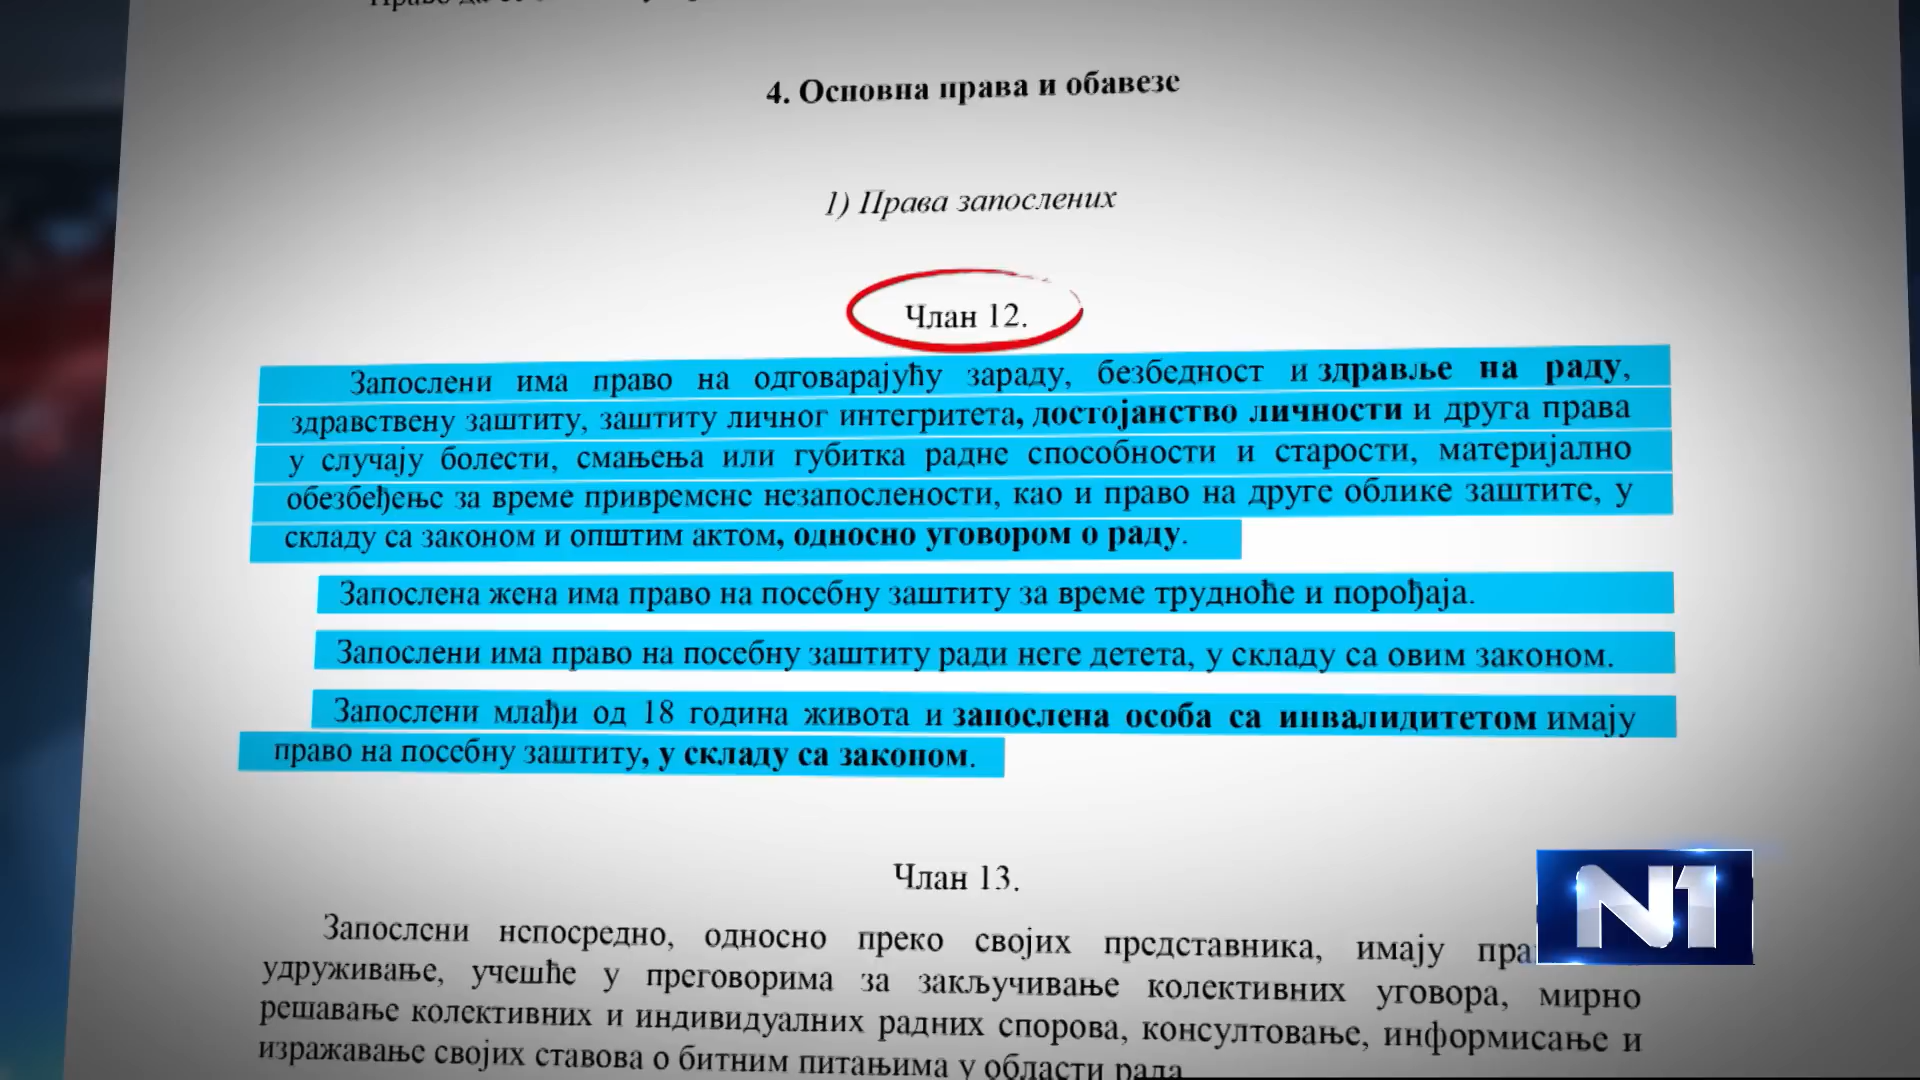 4. Основна права и обавезе
1) Права запослених
Члан 12.
Запослени има право на одговарајућу зараду, безбедност и здравље на раду,
здравствену заштиту, заштиту личног интегритета, достојанство личности и друга права
у случају болести, смањења или губитка радне способности и старости, материјално
обезбеђење за време привремене незапослености, као и право на друге облике заштите, у
складу са законом и општим актом, односно уговором о раду.
Запослена жена има право на посебну заштиту за време трудноће и порођаја.
Запослени има право на посебну заштиту ради неге детета, у складу са овим законом.
Запослени млађи од 18 година живота и запослена особа са инвалидитетом имају
право на посебну заштиту, у складу са законом.
Члан 13.
Запослени непосредно, односно преко својих представника, имају
удруживање, учешће у преговорима за закључивање колективних уговора, мирно
решавање колективних и индивидуалних радних спорова, консултовање, информисање и
изражавање својих ставова о битним питањима у области рада.
N1